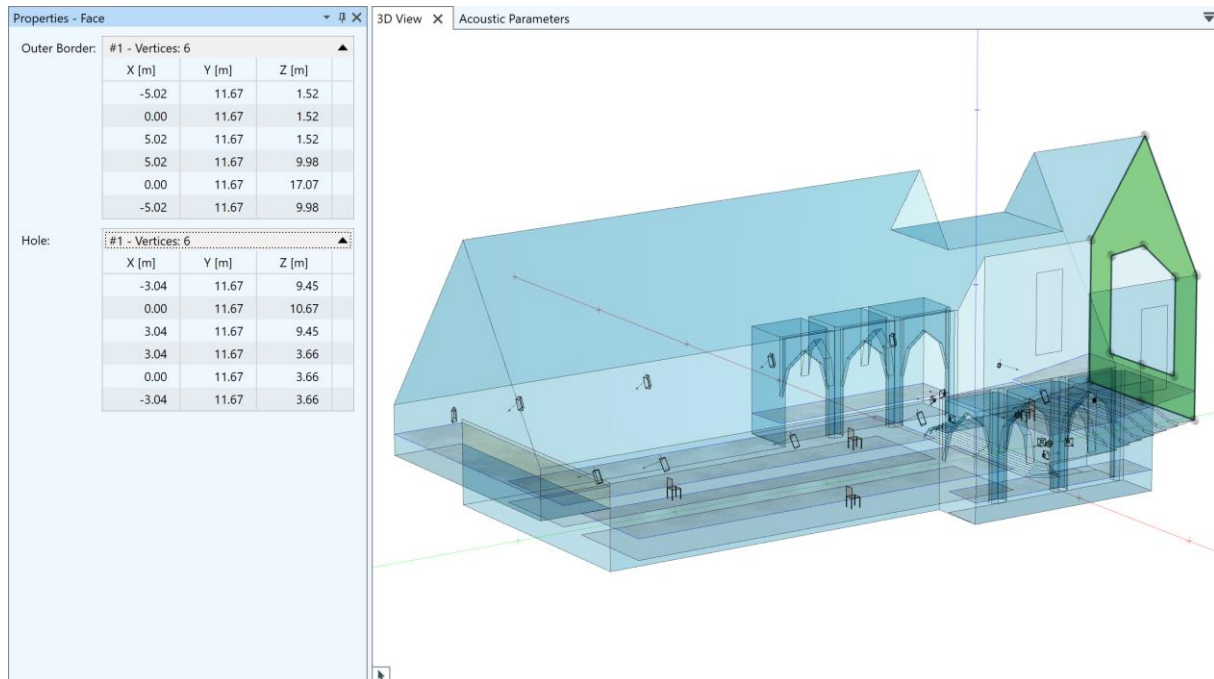 Properties - Face
Outer Border: #1 - Vertices: 6
X [m] Y [m] Z [m]
-5.02 11.67 1.52
0.00 11.67 1.52
5.02 11.67 1.52
5.02 11.67 9.98
0.00 11.67 17.07
-5.02 11.67 9.98
Hole: #1 - Vertices: 6
X [m] Y [m] Z [m]
-3.04 11.67 9.45
0.00 11.67 10.67
3.04 11.67 9.45
3.04 11.67 3.66
0.00 11.67 3.66
-3.04 11.67 3.66
3D View Acoustic Parameters